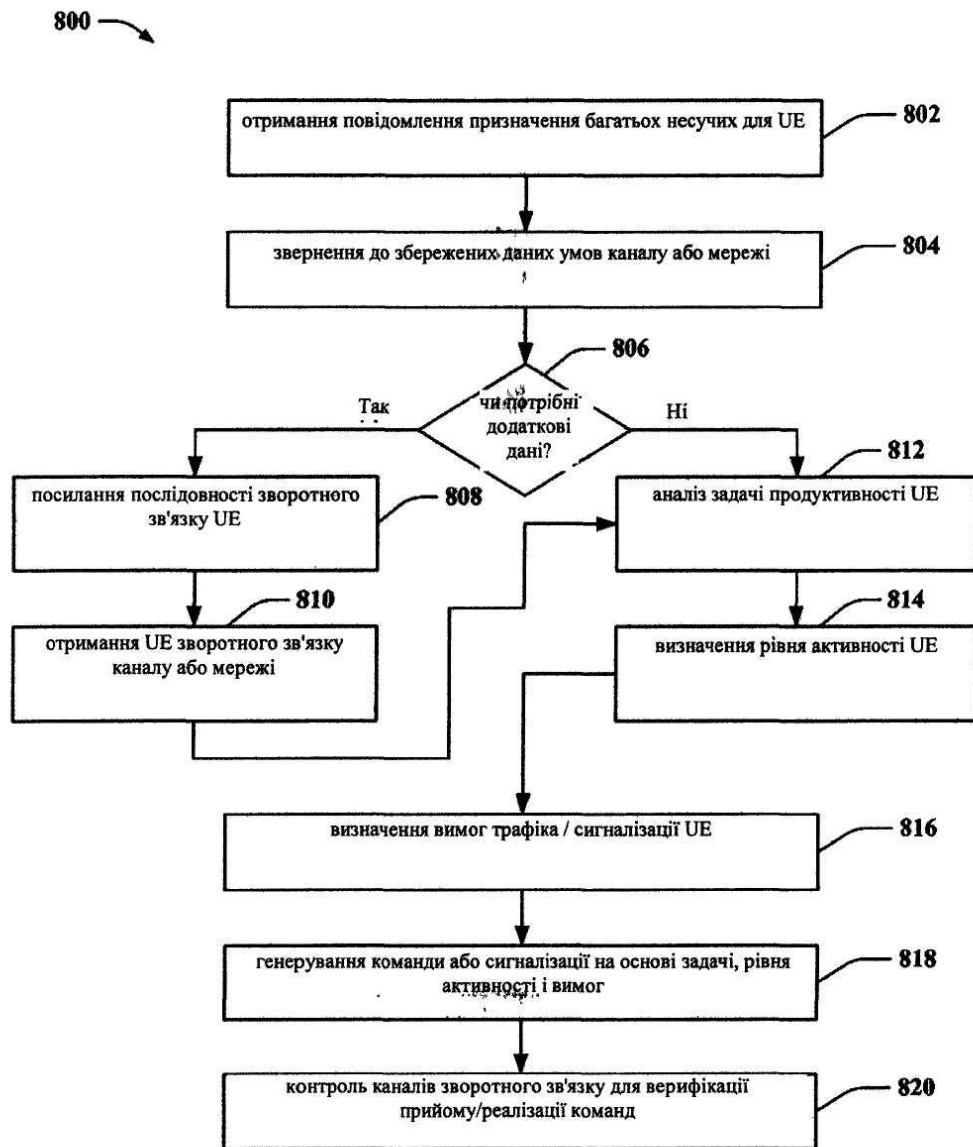 800
отримання повідомлення призначення багатьох несучих для UE
802
звернення до збережених даних умов каналу або мережі
804
806
чи потрібні
додаткові
дані?
Так
Ні
посилання послідовності зворотного
зв'язку UE
808
812
аналіз задачі продуктивності UE
810
отримання UE зворотного зв'язку
каналу або мережі
814
визначення рівня активності UE
визначення вимог трафіка / сигналізації UE
816
генерування команди або сигналізації на основі задачі, рівня
активності і вимог
818
контроль каналів зворотного зв'язку для верифікації
прийому/реалізації команд
820